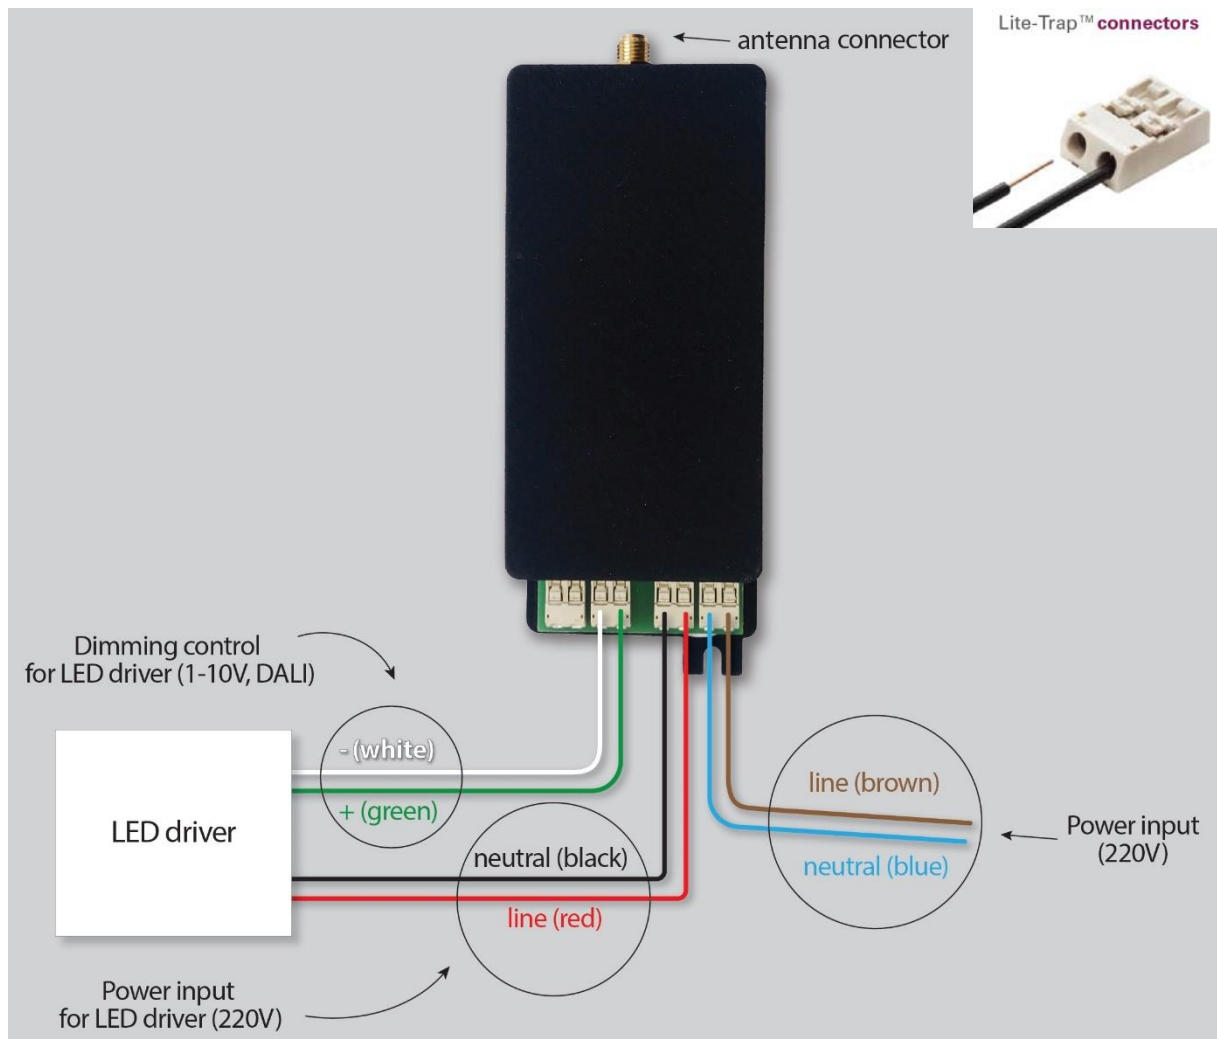 Lite-Trap™ connectors
antenna connector
Dimming control
for LED driver (1-10V, DALI)
- (white)
+ (green)
LED driver
neutral (black)
line (red)
line (brown)
neutral (blue)
Power input
(220V)
Power input
for LED driver (220V)